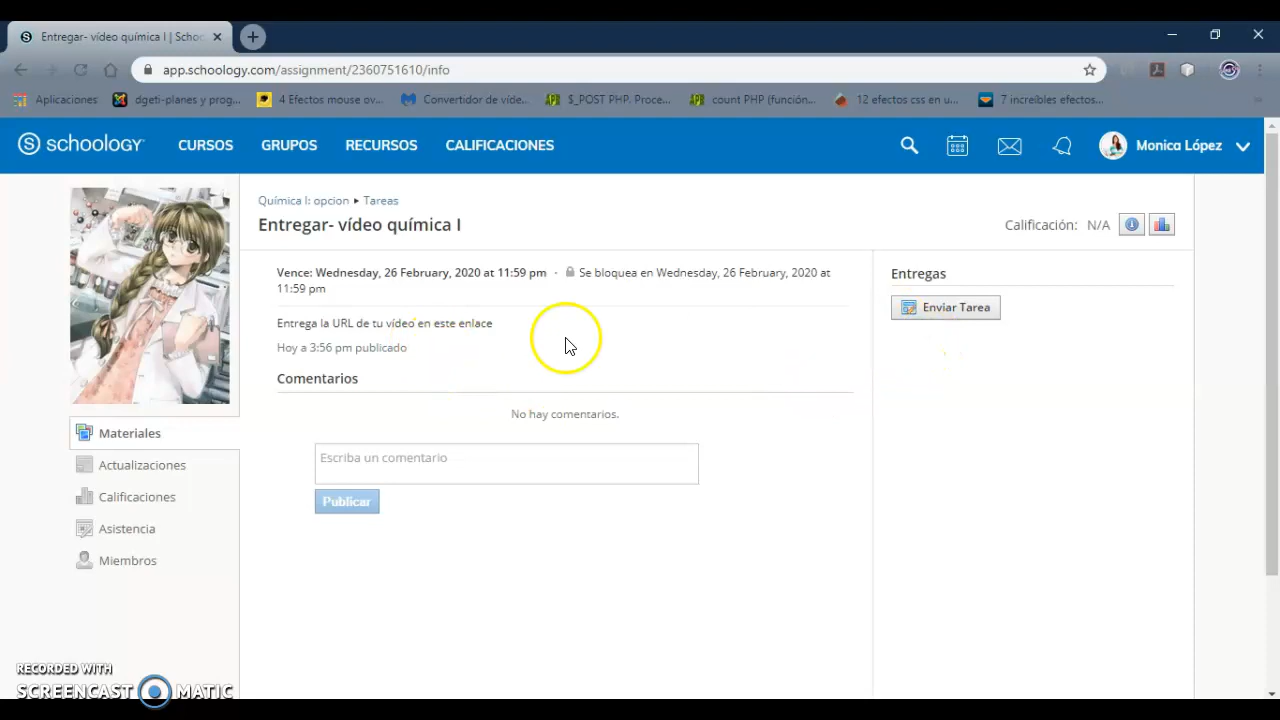 Entregar- vídeo química I | Schoo
app.schoology.com/assignment/2360751610/info
Aplicaciones
dgeti-planes y prog...
4 Efectos mouse ov...
Convertidor de víde...
$_POST PHP. Proce...
count PHP (función...
12 efectos css en u...
7 increíbles efectos...
schoology
CURSOS
GRUPOS
RECURSOS
CALIFICACIONES
Monica López
Química I: opcion ▸ Tareas
Entregar- vídeo química I
Calificación: N/A
Vence: Wednesday, 26 February, 2020 at 11:59 pm · Se bloquea en Wednesday, 26 February, 2020 at
11:59 pm
Entrega la URL de tu vídeo en este enlace
Hoy a 3:56 pm publicado
Comentarios
No hay comentarios.
Escriba un comentario
Publicar
Entregas
Enviar Tarea
Materiales
Actualizaciones
Calificaciones
Asistencia
Miembros
RECORDED WITH
SCREENCAST MATIC